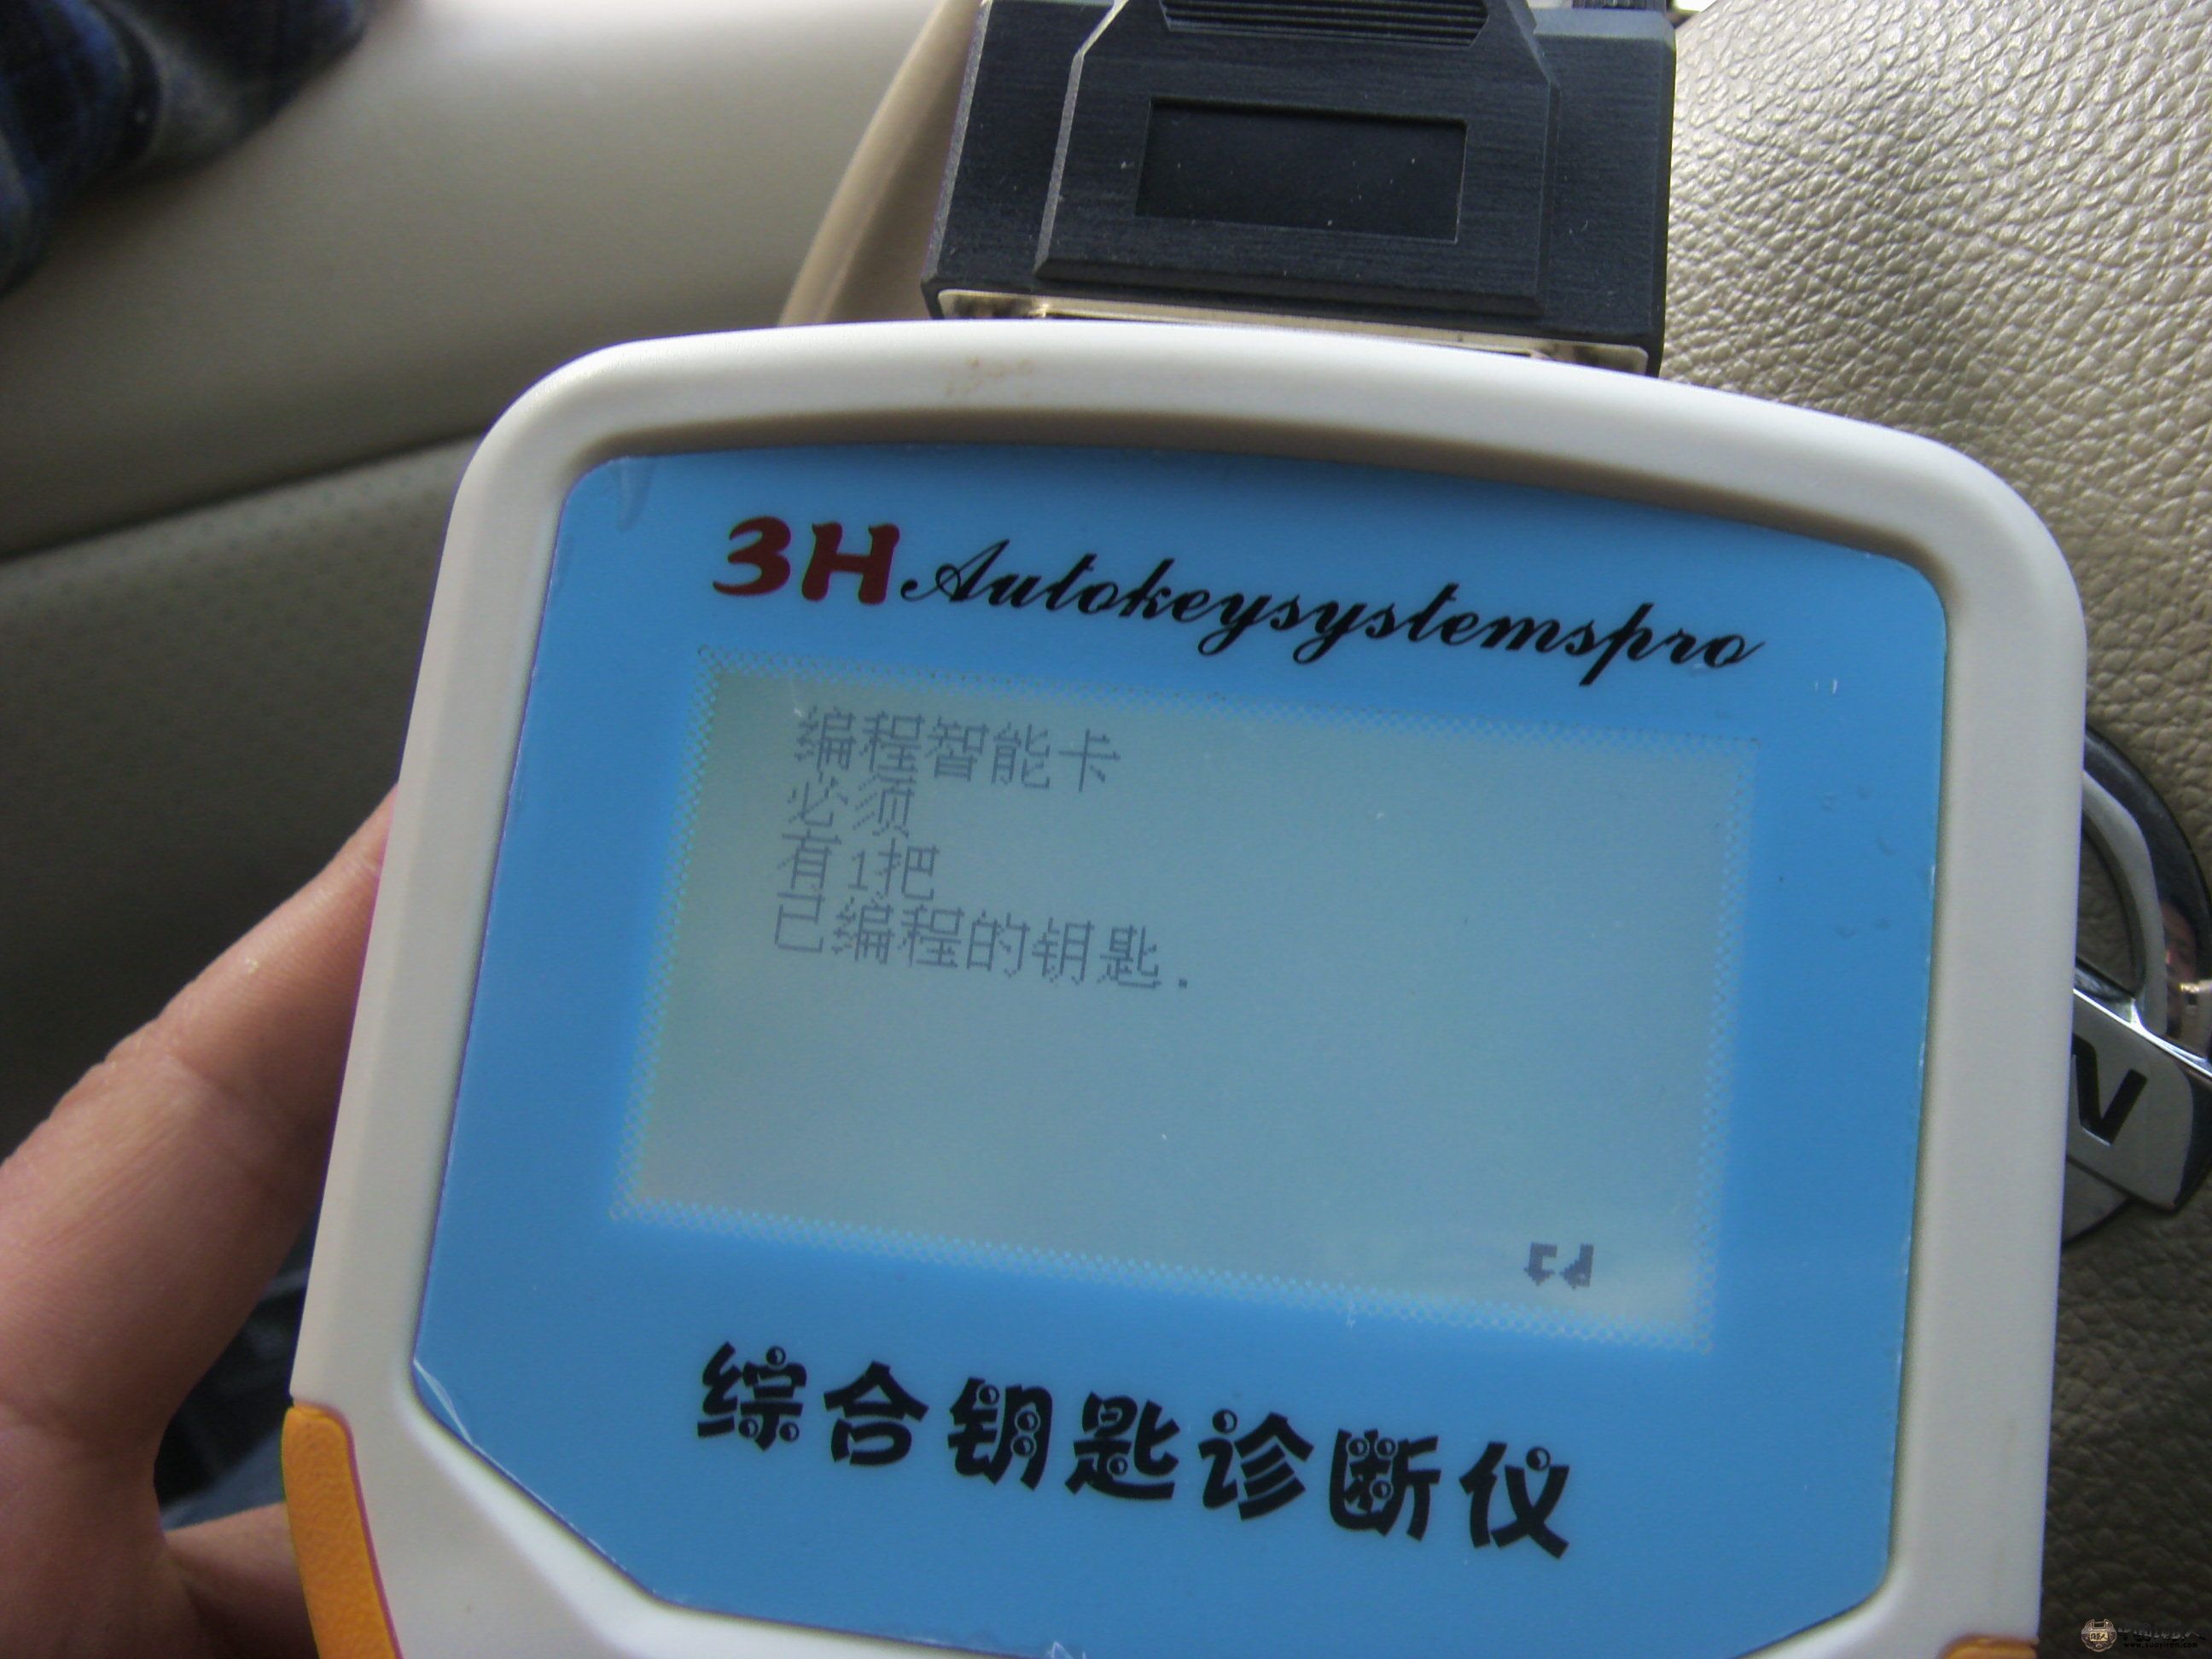 3H Autokeysystemspro
编程智能卡
必须
有1把
已编程的钥匙.
综合钥匙诊断仪
N